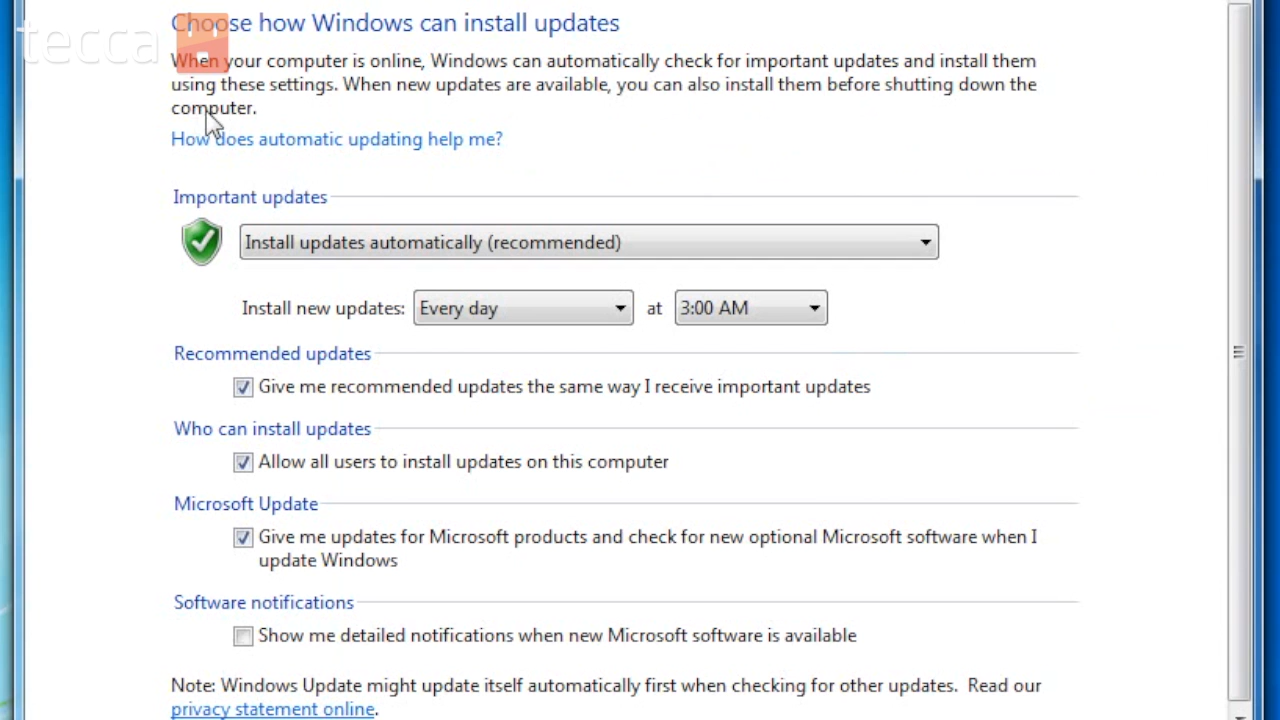 tecca
Choose how Windows can install updates
When your computer is online, Windows can automatically check for important updates and install them
using these settings. When new updates are available, you can also install them before shutting down the
computer.
How does automatic updating help me?
Important updates
Install updates automatically (recommended)
Install new updates: Every day at 3:00 AM
Recommended updates
Give me recommended updates the same way I receive important updates
Who can install updates
Allow all users to install updates on this computer
Microsoft Update
Give me updates for Microsoft products and check for new optional Microsoft software when I
update Windows
Software notifications
Show me detailed notifications when new Microsoft software is available
Note: Windows Update might update itself automatically first when checking for other updates. Read our
privacy statement online.